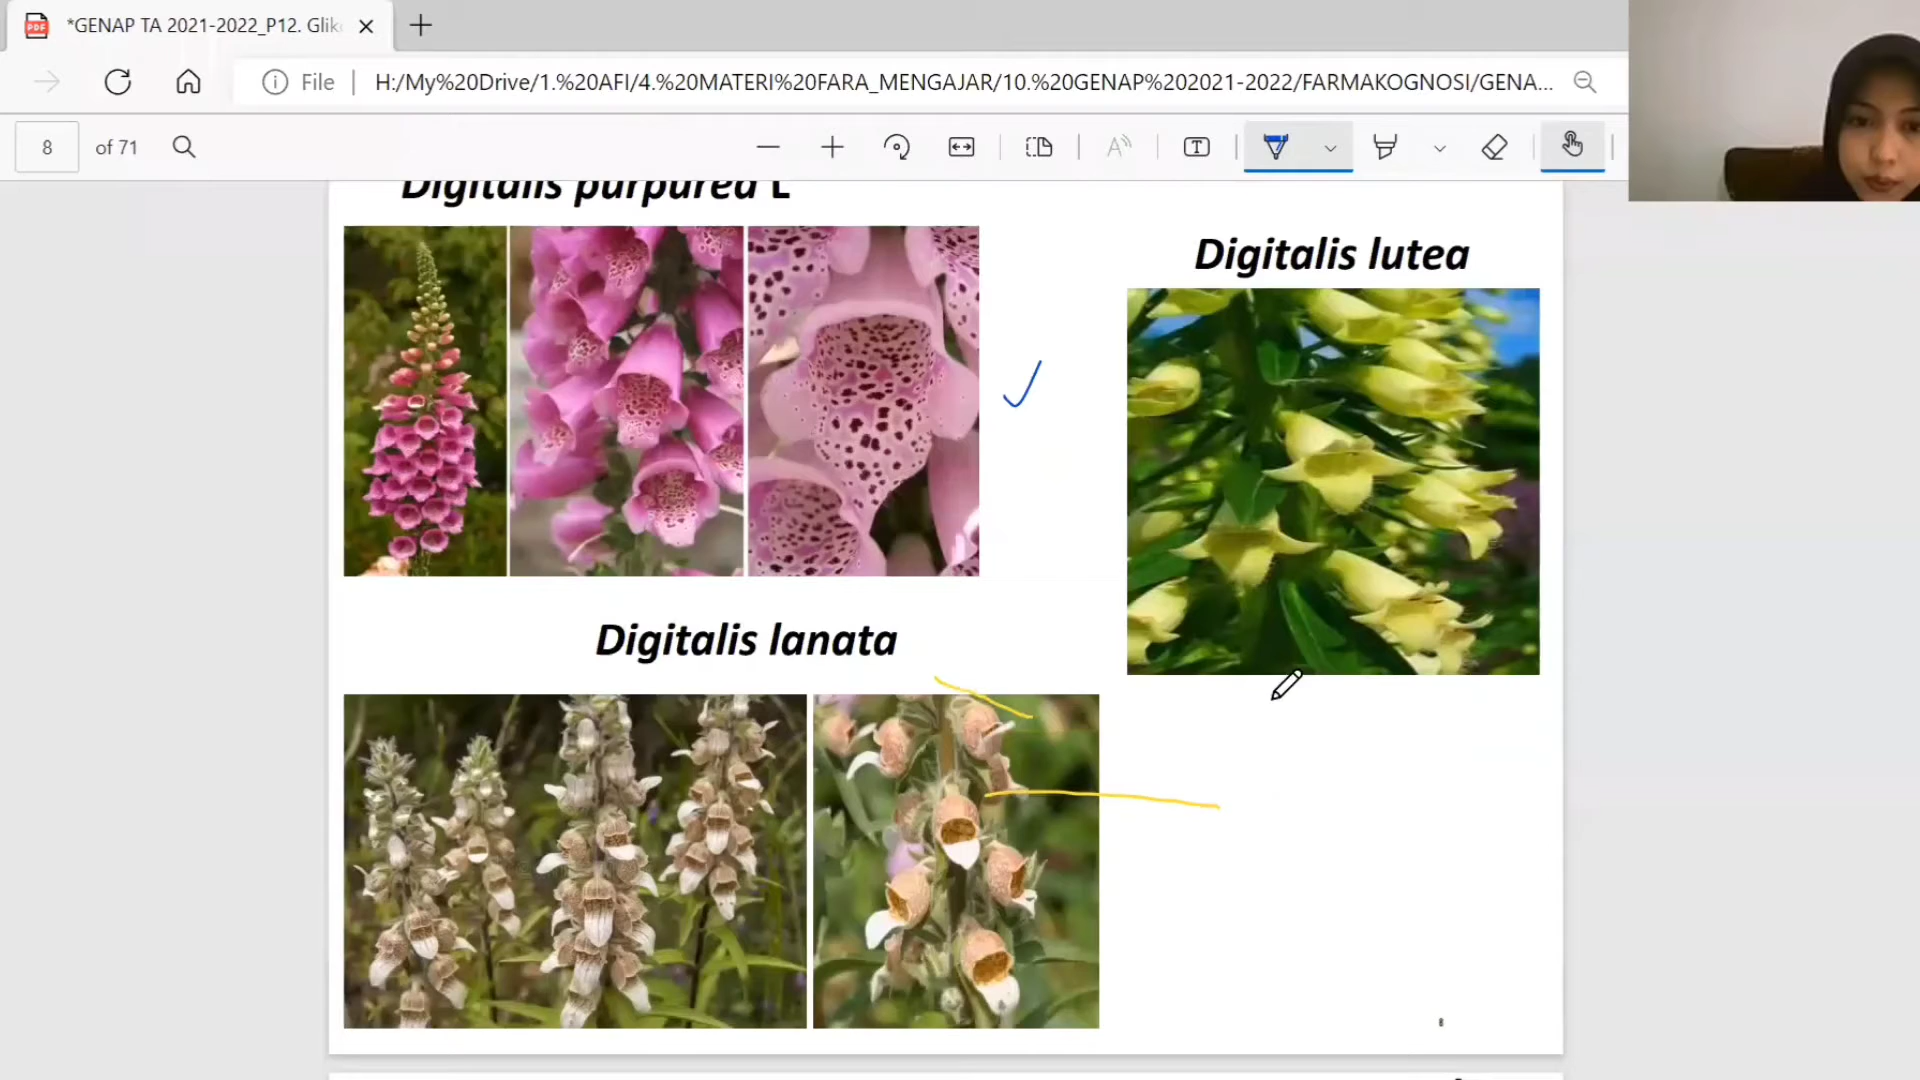 *GENAP TA 2021-2022_P12. Glik
File
H:/My%20Drive/1.%20AFI/4.%20MATERI%20FARA_MENGAJAR/10.%20GENAP%202021-2022/FARMAKOGNOSI/GENA...
8 of 71
Digitalis purpurea L
Digitalis lutea
Digitalis lanata
8